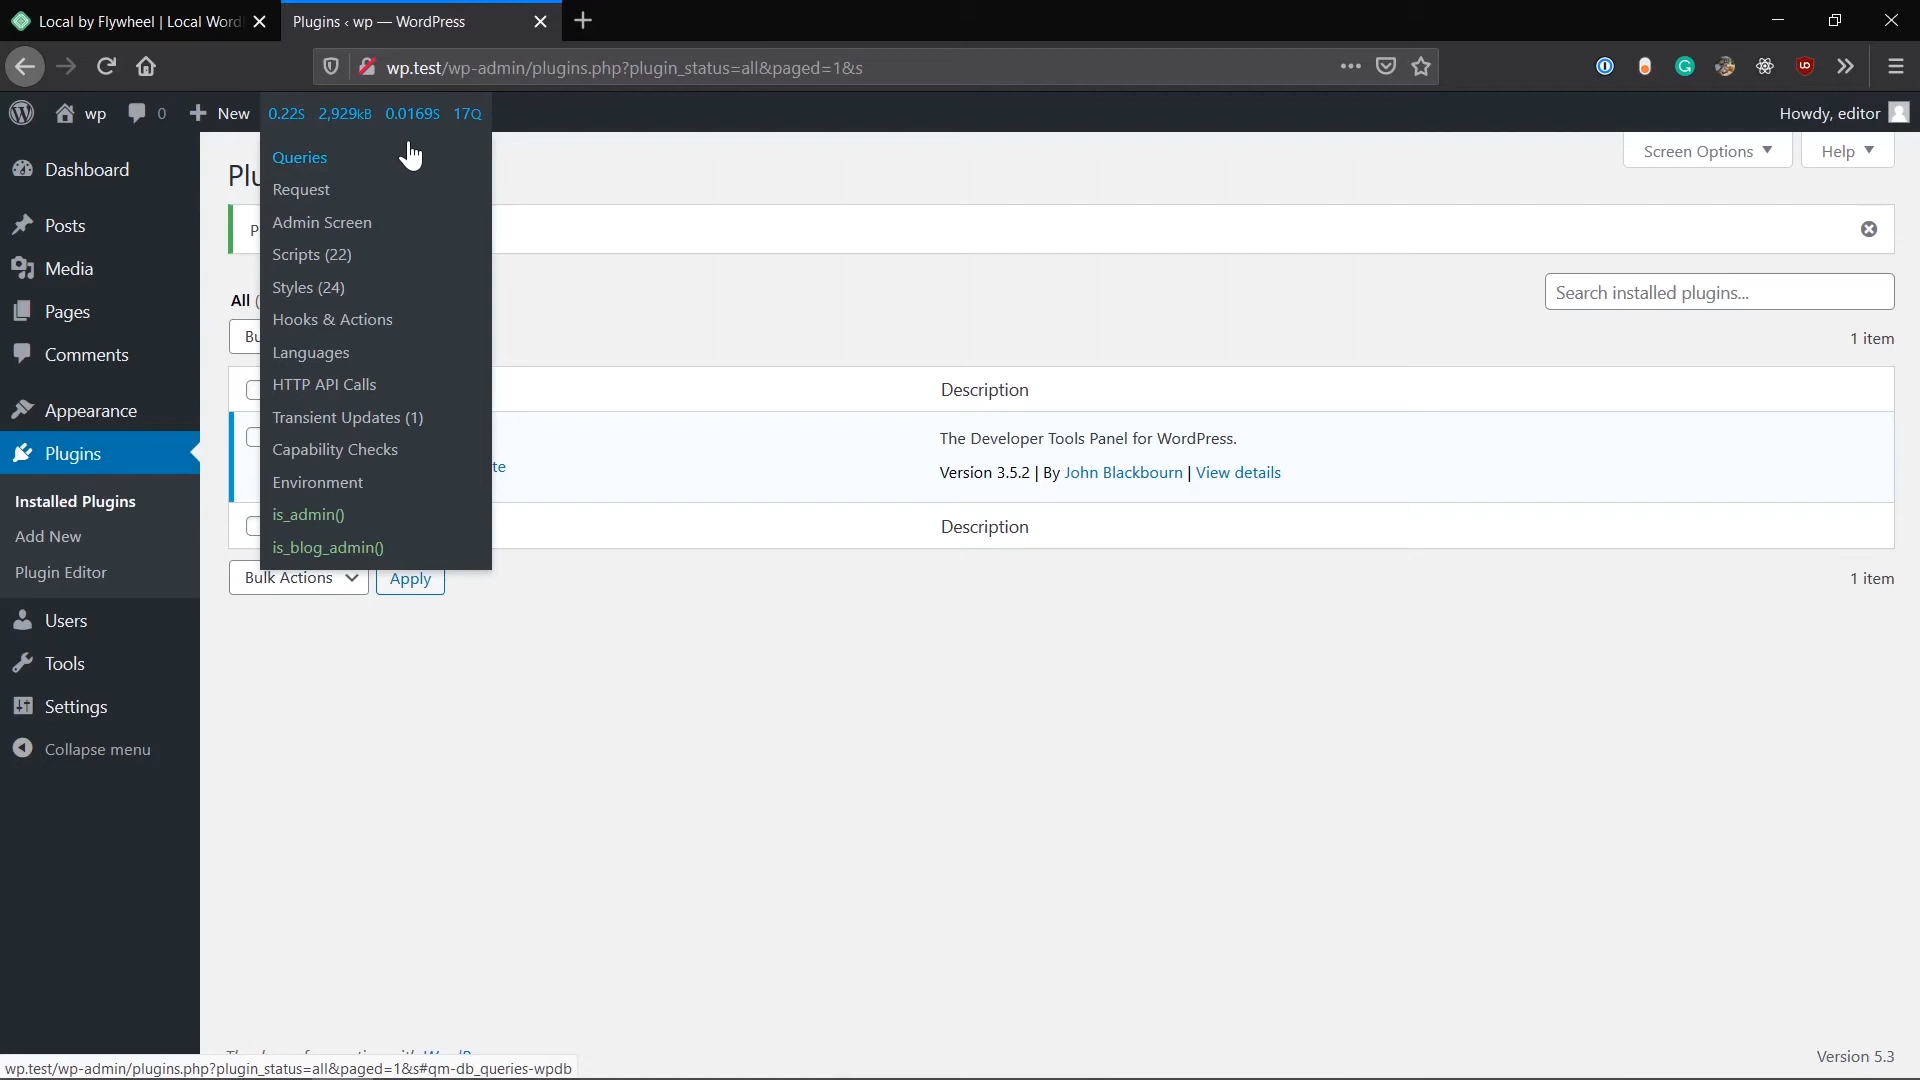 Local by Flywheel | Local Word
Plugins ‹ wp — WordPress
wp.test/wp-admin/plugins.php?plugin_status=all&paged=1&s
wp
0
New
0.22S 2,929KB 0.0169S 17Q
Howdy, editor
Dashboard
Posts
Media
Pages
Comments
Appearance
Plugins
Installed Plugins
Add New
Plugin Editor
Users
Tools
Settings
Collapse menu
Queries
Request
Admin Screen
Scripts (22)
Styles (24)
Hooks & Actions
Languages
HTTP API Calls
Transient Updates (1)
Capability Checks
Environment
is_admin()
is_blog_admin()
Screen Options
Help
Plu
P
All (
Search installed plugins...
Bu
1 item
Description
The Developer Tools Panel for WordPress.
te
Version 3.5.2 | By John Blackbourn | View details
Description
Bulk Actions
Apply
1 item
Version 5.3
wp.test/wp-admin/plugins.php?plugin_status=all&paged=1&s#qm-db_queries-wpdb